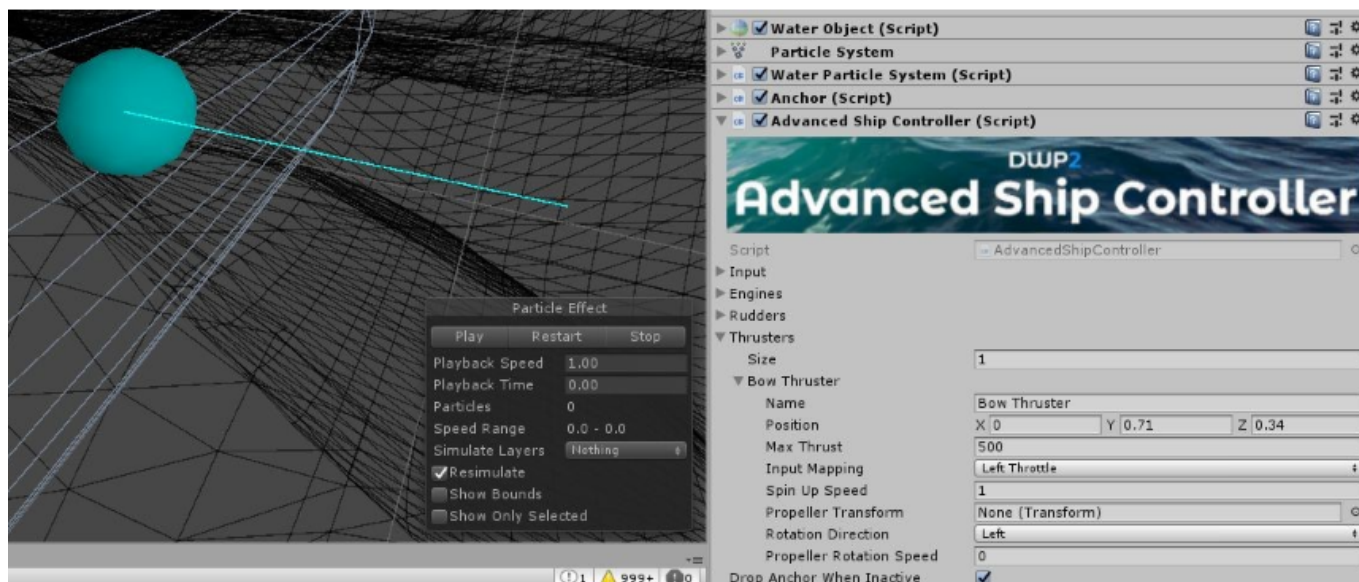 Water Object (Script)
Particle System
Water Particle System (Script)
Anchor (Script)
Advanced Ship Controller (Script)
DWP2
Advanced Ship Controller
Script AdvancedShipController
Input
Engines
Rudders
Thrusters
Size 1
Bow Thruster
Name Bow Thruster
Position X 0 Y 0.71 Z 0.34
Max Thrust 500
Input Mapping Left Throttle
Spin Up Speed 1
Propeller Transform None (Transform)
Rotation Direction Left
Propeller Rotation Speed 0
Drop Anchor When Inactive
Particle Effect
Play Restart Stop
Playback Speed 1.00
Playback Time 0.00
Particles 0
Speed Range 0.0 - 0.0
Simulate Layers Nothing
Resimulate
Show Bounds
Show Only Selected
1 999+ 0